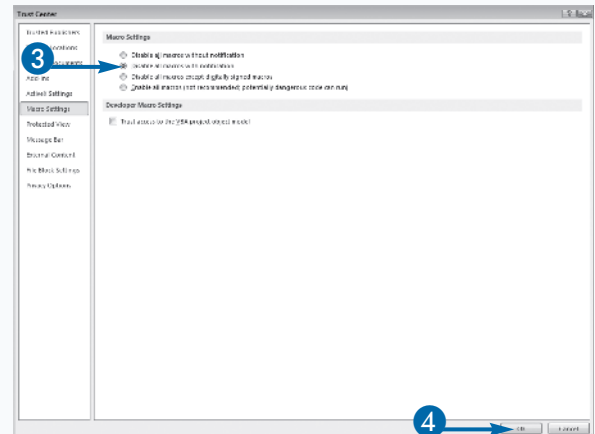 Trust Center
Trusted Publishers
Macro Settings
Disable all macros without notification
3
Disable all macros with notification
Add-ins
Disable all macros except digitally signed macros
ActiveX Settings
Enable all macros (not recommended; potentially dangerous code can run)
Macro Settings
Developer Macro Settings
Protected View
Trust access to the VBA project object model
Message Bar
External Content
File Block Settings
Privacy Options
4
OK
Cancel